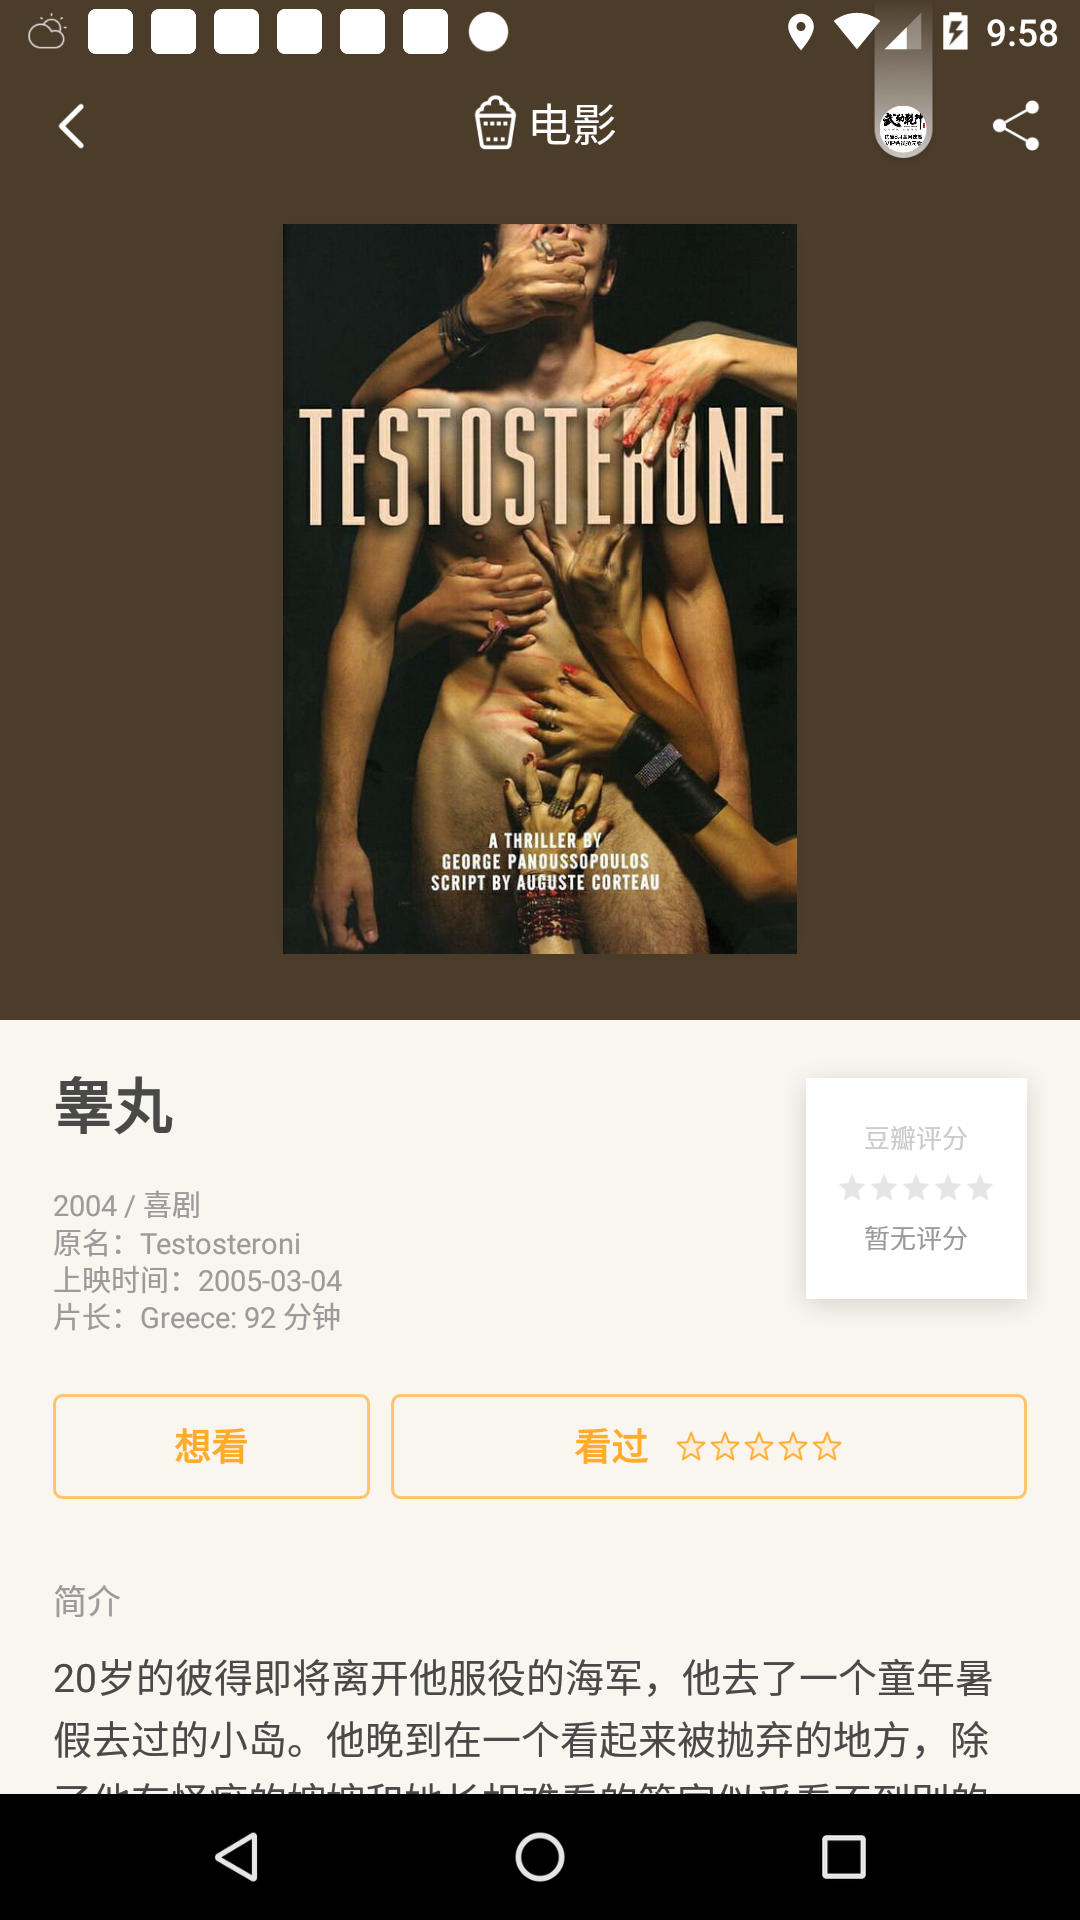 9:58
电影
TESTOSTERONE
A THRILLER BY
GEORGE PANOUSSOPOULOS
SCRIPT BY AUGUSTE CORTEAU
睾丸
豆瓣评分
暂无评分
2004 / 喜剧
原名：Testosteroni
上映时间：2005-03-04
片长：Greece: 92 分钟
想看
看过
简介
20岁的彼得即将离开他服役的海军，他去了一个童年暑
假去过的小岛。他晚到在一个看起来被抛弃的地方，除